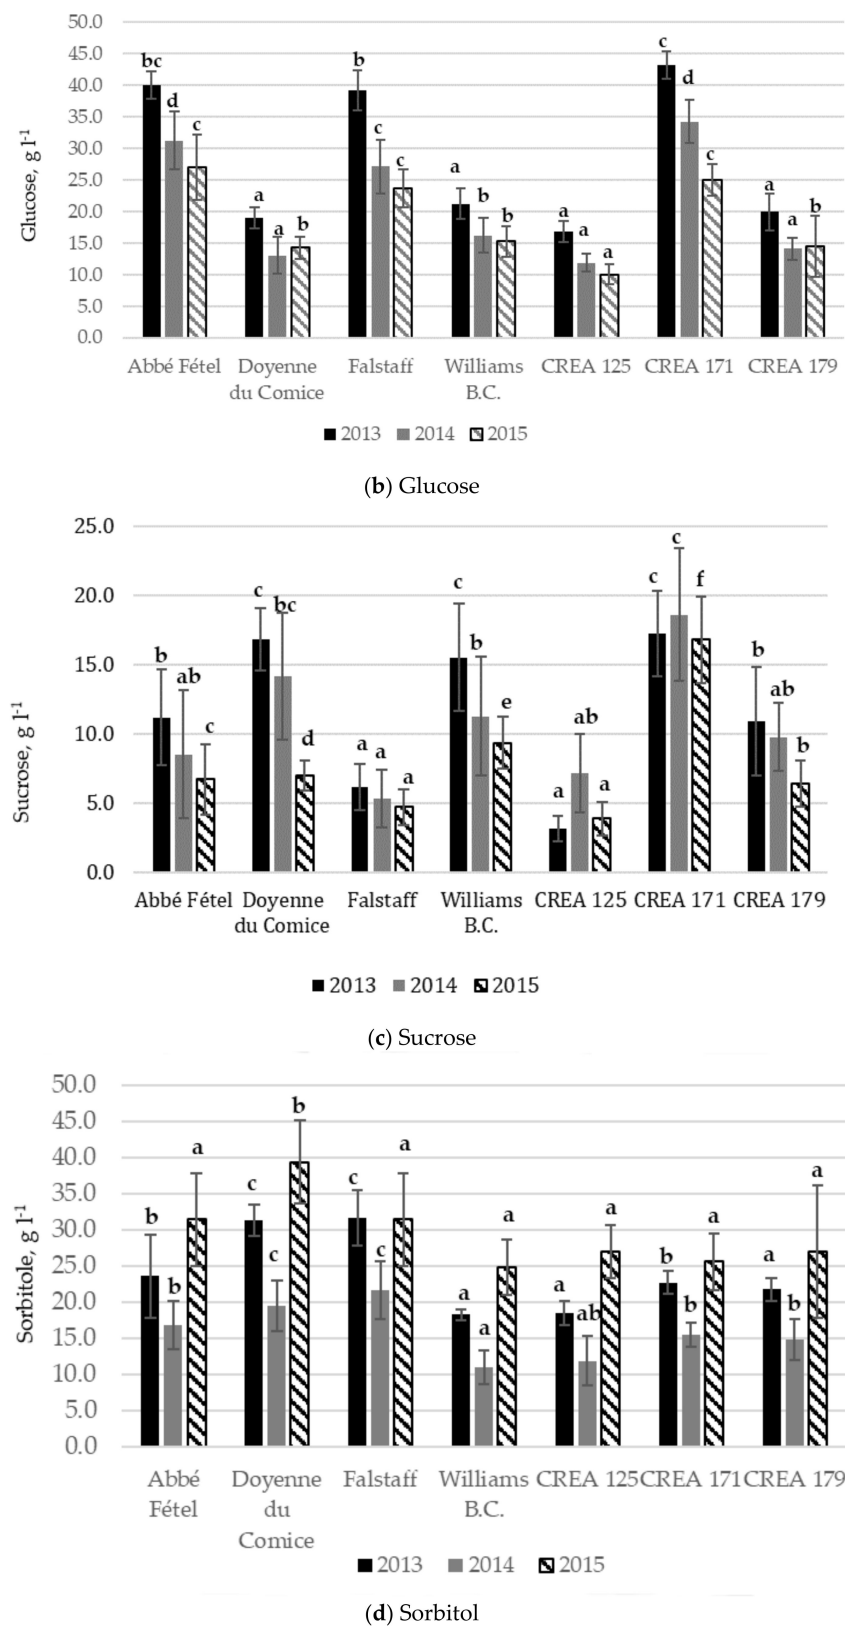 50.0
45.0
40.0
35.0
30.0
25.0
20.0
15.0
10.0
5.0
0.0
Glucose, g l-1
bc d c
a a b
b c c
a b b
a a a
c d c
a a b
Abbé Fétel Doyenne du Comice Falstaff Williams B.C. CREA 125 CREA 171 CREA 179
2013 2014 2015
(b) Glucose
25.0
20.0
15.0
10.0
5.0
0.0
Sucrose, g l-1
b ab c
c bc d
a a a
c b e
a ab a
c c f
b ab b
Abbé Fétel Doyenne du Comice Falstaff Williams B.C. CREA 125 CREA 171 CREA 179
2013 2014 2015
(c) Sucrose
50.0
45.0
40.0
35.0
30.0
25.0
20.0
15.0
10.0
5.0
0.0
Sorbitole, g l-1
b b a
c c b
c c a
a a a
a ab a
b b a
a b a
Abbé Fétel Doyenne du Comice Falstaff Williams B.C. CREA 125 CREA 171 CREA 179
2013 2014 2015
(d) Sorbitol